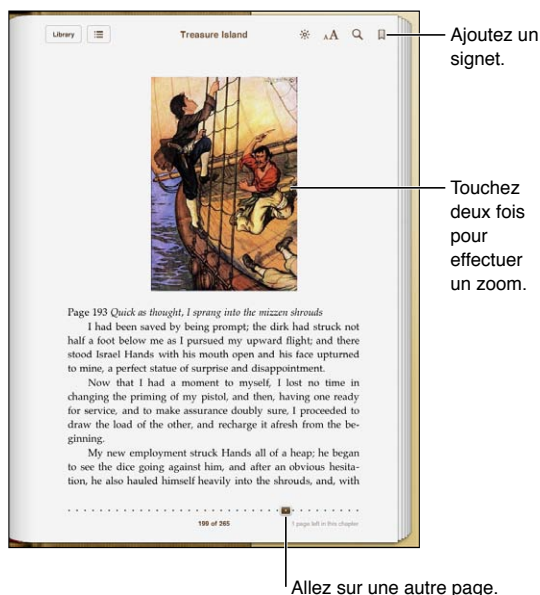 Library
Treasure Island
AA
Ajoutez un
signet.
Touchez
deux fois
pour
effectuer
un zoom.
Page 193 Quick as thought, I sprang into the mizzen shrouds
I had been saved by being prompt; the dirk had struck not
half a foot below me as I pursued my upward flight; and there
stood Israel Hands with his mouth open and his face upturned
to mine, a perfect statue of surprise and disappointment.
Now that I had a moment to myself, I lost no time in
changing the priming of my pistol, and then, having one ready
for service, and to make assurance doubly sure, I proceeded to
draw the load of the other, and recharge it afresh from the be-
ginning.
My new employment struck Hands all of a heap; he began
to see the dice going against him, and after an obvious hesita-
tion, he also hauled himself heavily into the shrouds, and, with
199 of 265
1 page left in this chapter
Allez sur une autre page.